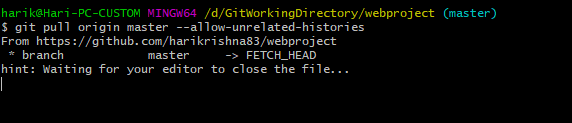 harik@Hari-PC-CUSTOM MINGW64 /d/GitWorkingDirectory/webproject (master)
$ git pull origin master --allow-unrelated-histories
From https://github.com/harikrishna83/webproject
 * branch            master     -> FETCH_HEAD
hint: Waiting for your editor to close the file...